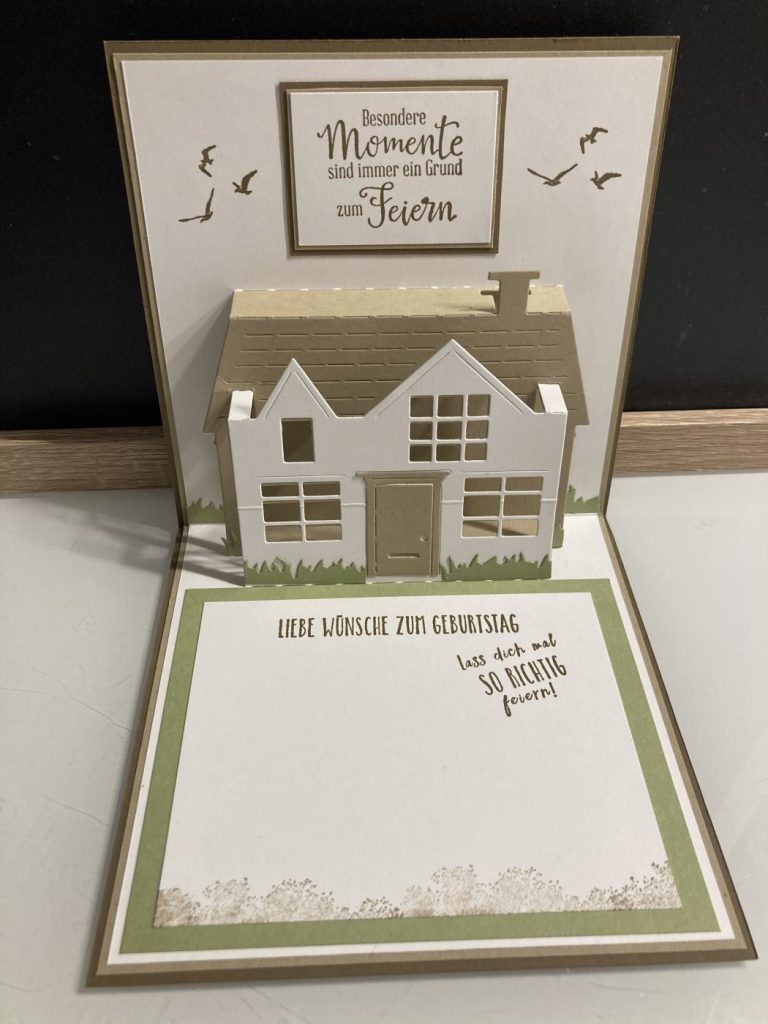 Besondere
Momente
sind immer ein Grund
zum Feiern
LIEBE WÜNSCHE ZUM GEBURTSTAG
lass dich mal
SO RICHTIG
feiern!